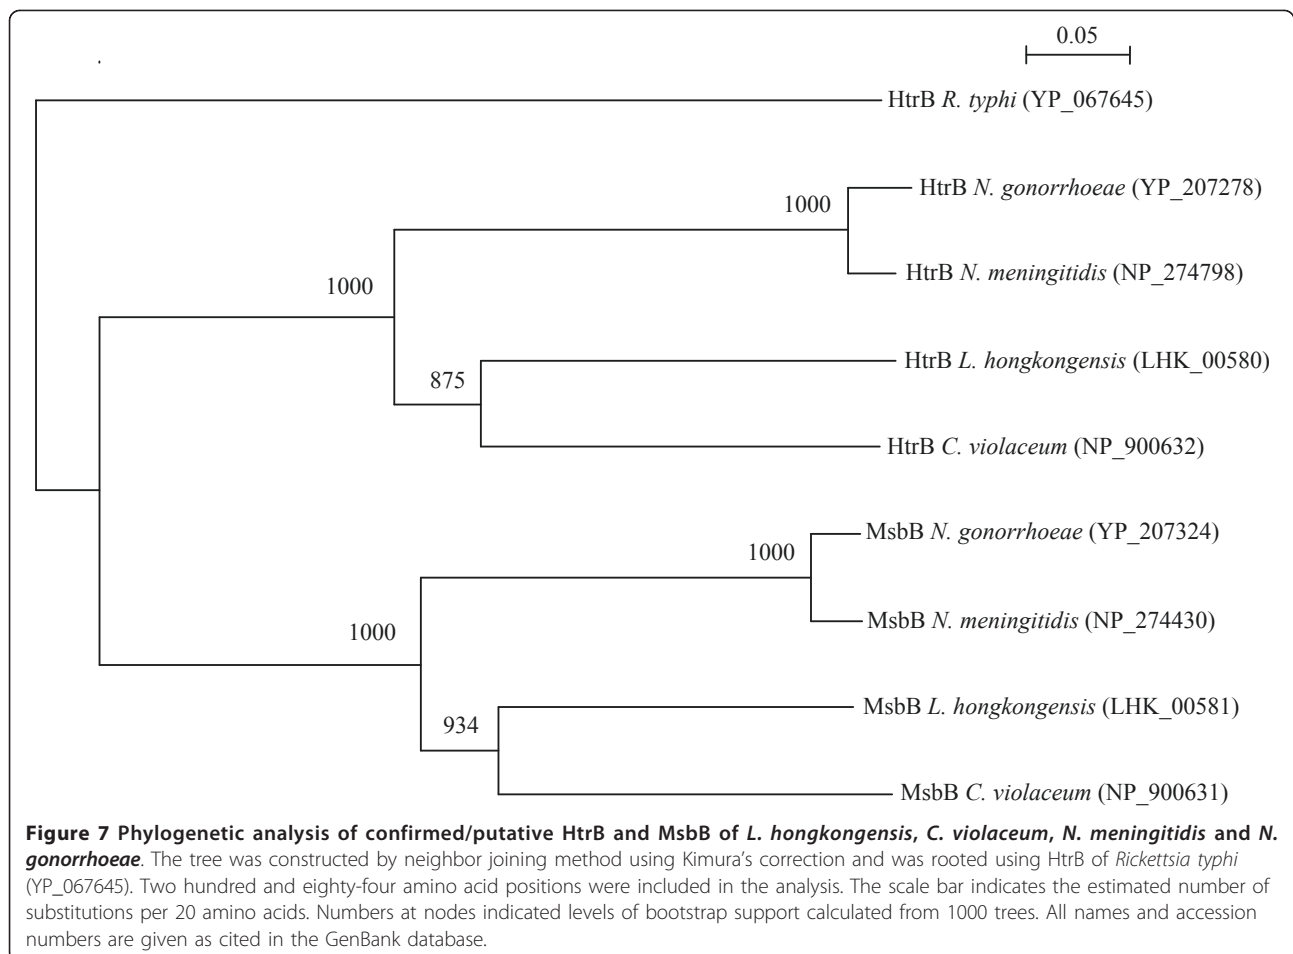 0.05
HtrB R. typhi (YP_067645)
HtrB N. gonorrhoeae (YP_207278)
1000
HtrB N. meningitidis (NP_274798)
1000
HtrB L. hongkongensis (LHK_00580)
875
HtrB C. violaceum (NP_900632)
MsbB N. gonorrhoeae (YP_207324)
1000
MsbB N. meningitidis (NP_274430)
1000
MsbB L. hongkongensis (LHK_00581)
934
MsbB C. violaceum (NP_900631)
Figure 7 Phylogenetic analysis of confirmed/putative HtrB and MsbB of L. hongkongensis, C. violaceum, N. meningitidis and N.
gonorrhoeae. The tree was constructed by neighbor joining method using Kimura's correction and was rooted using HtrB of Rickettsia typhi
(YP_067645). Two hundred and eighty-four amino acid positions were included in the analysis. The scale bar indicates the estimated number of
substitutions per 20 amino acids. Numbers at nodes indicated levels of bootstrap support calculated from 1000 trees. All names and accession
numbers are given as cited in the GenBank database.